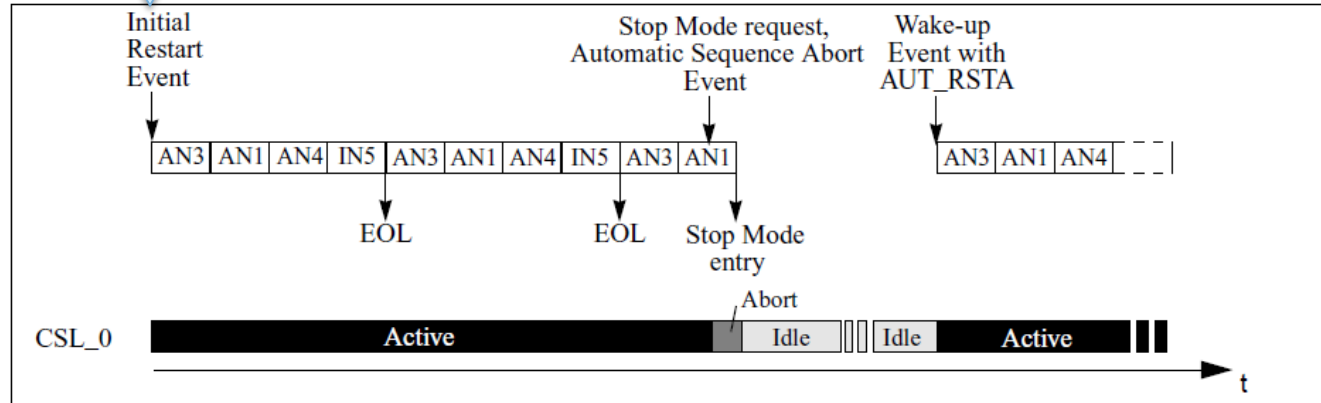 Initial
Restart
Event
Stop Mode request,
Automatic Sequence Abort
Event
Wake-up
Event with
AUT_RSTA
AN3 AN1 AN4 IN5 AN3 AN1 AN4 IN5 AN3 AN1
AN3 AN1 AN4
EOL
EOL
Stop Mode
entry
Abort
CSL_0
Active
Idle
Idle
Active
t